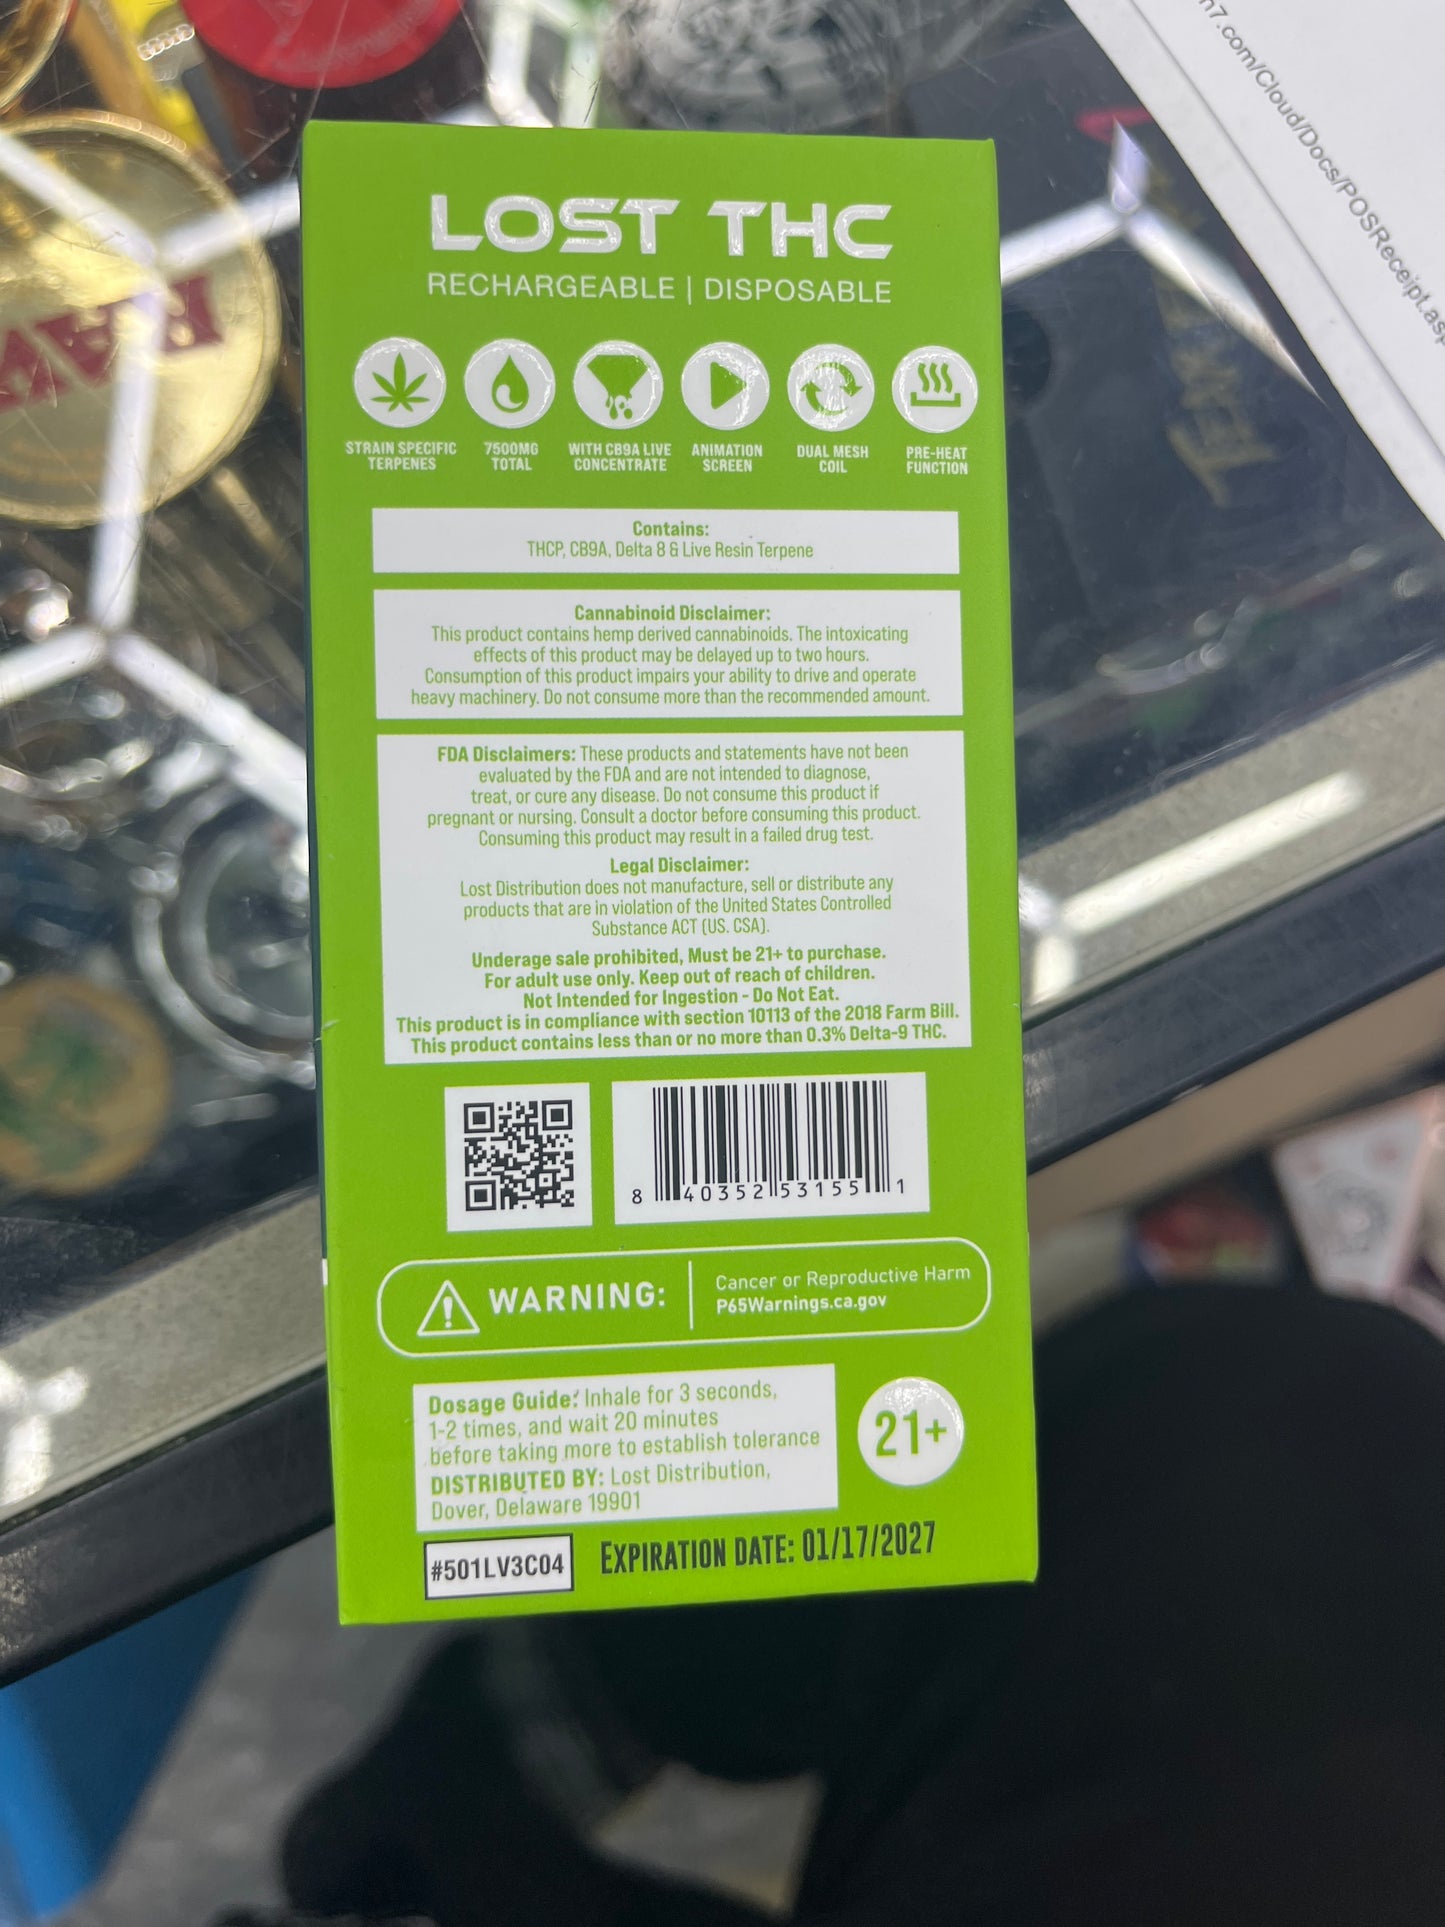 n7.com/Cloud/Docs/POSReceipt.asp
RAW
LOST THC
RECHARGEABLE | DISPOSABLE
STRAIN SPECIFIC
TERPENES
7500MG
TOTAL
WITH CB9A LIVE
CONCENTRATE
ANIMATION
SCREEN
DUAL MESH
COIL
PRE-HEAT
FUNCTION
Contains:
THCP, CB9A, Delta 8 & Live Resin Terpene
Cannabinoid Disclaimer:
This product contains hemp derived cannabinoids. The intoxicating
effects of this product may be delayed up to two hours.
Consumption of this product impairs your ability to drive and operate
heavy machinery. Do not consume more than the recommended amount.
FDA Disclaimers: These products and statements have not been
evaluated by the FDA and are not intended to diagnose,
treat, or cure any disease. Do not consume this product if
pregnant or nursing. Consult a doctor before consuming this product.
Consuming this product may result in a failed drug test.
Legal Disclaimer:
Lost Distribution does not manufacture, sell or distribute any
products that are in violation of the United States Controlled
Substance ACT (US. CSA).
Underage sale prohibited, Must be 21+ to purchase.
For adult use only. Keep out of reach of children.
Not Intended for Ingestion - Do Not Eat.
This product is in compliance with section 10113 of the 2018 Farm Bill.
This product contains less than or no more than 0.3% Delta-9 THC.
8 40352 53155 1
WARNING:
Cancer or Reproductive Harm
P65Warnings.ca.gov
Dosage Guide: Inhale for 3 seconds,
1-2 times, and wait 20 minutes
before taking more to establish tolerance
DISTRIBUTED BY: Lost Distribution,
Dover, Delaware 19901
21+
#501LV3C04
EXPIRATION DATE: 01/17/2027